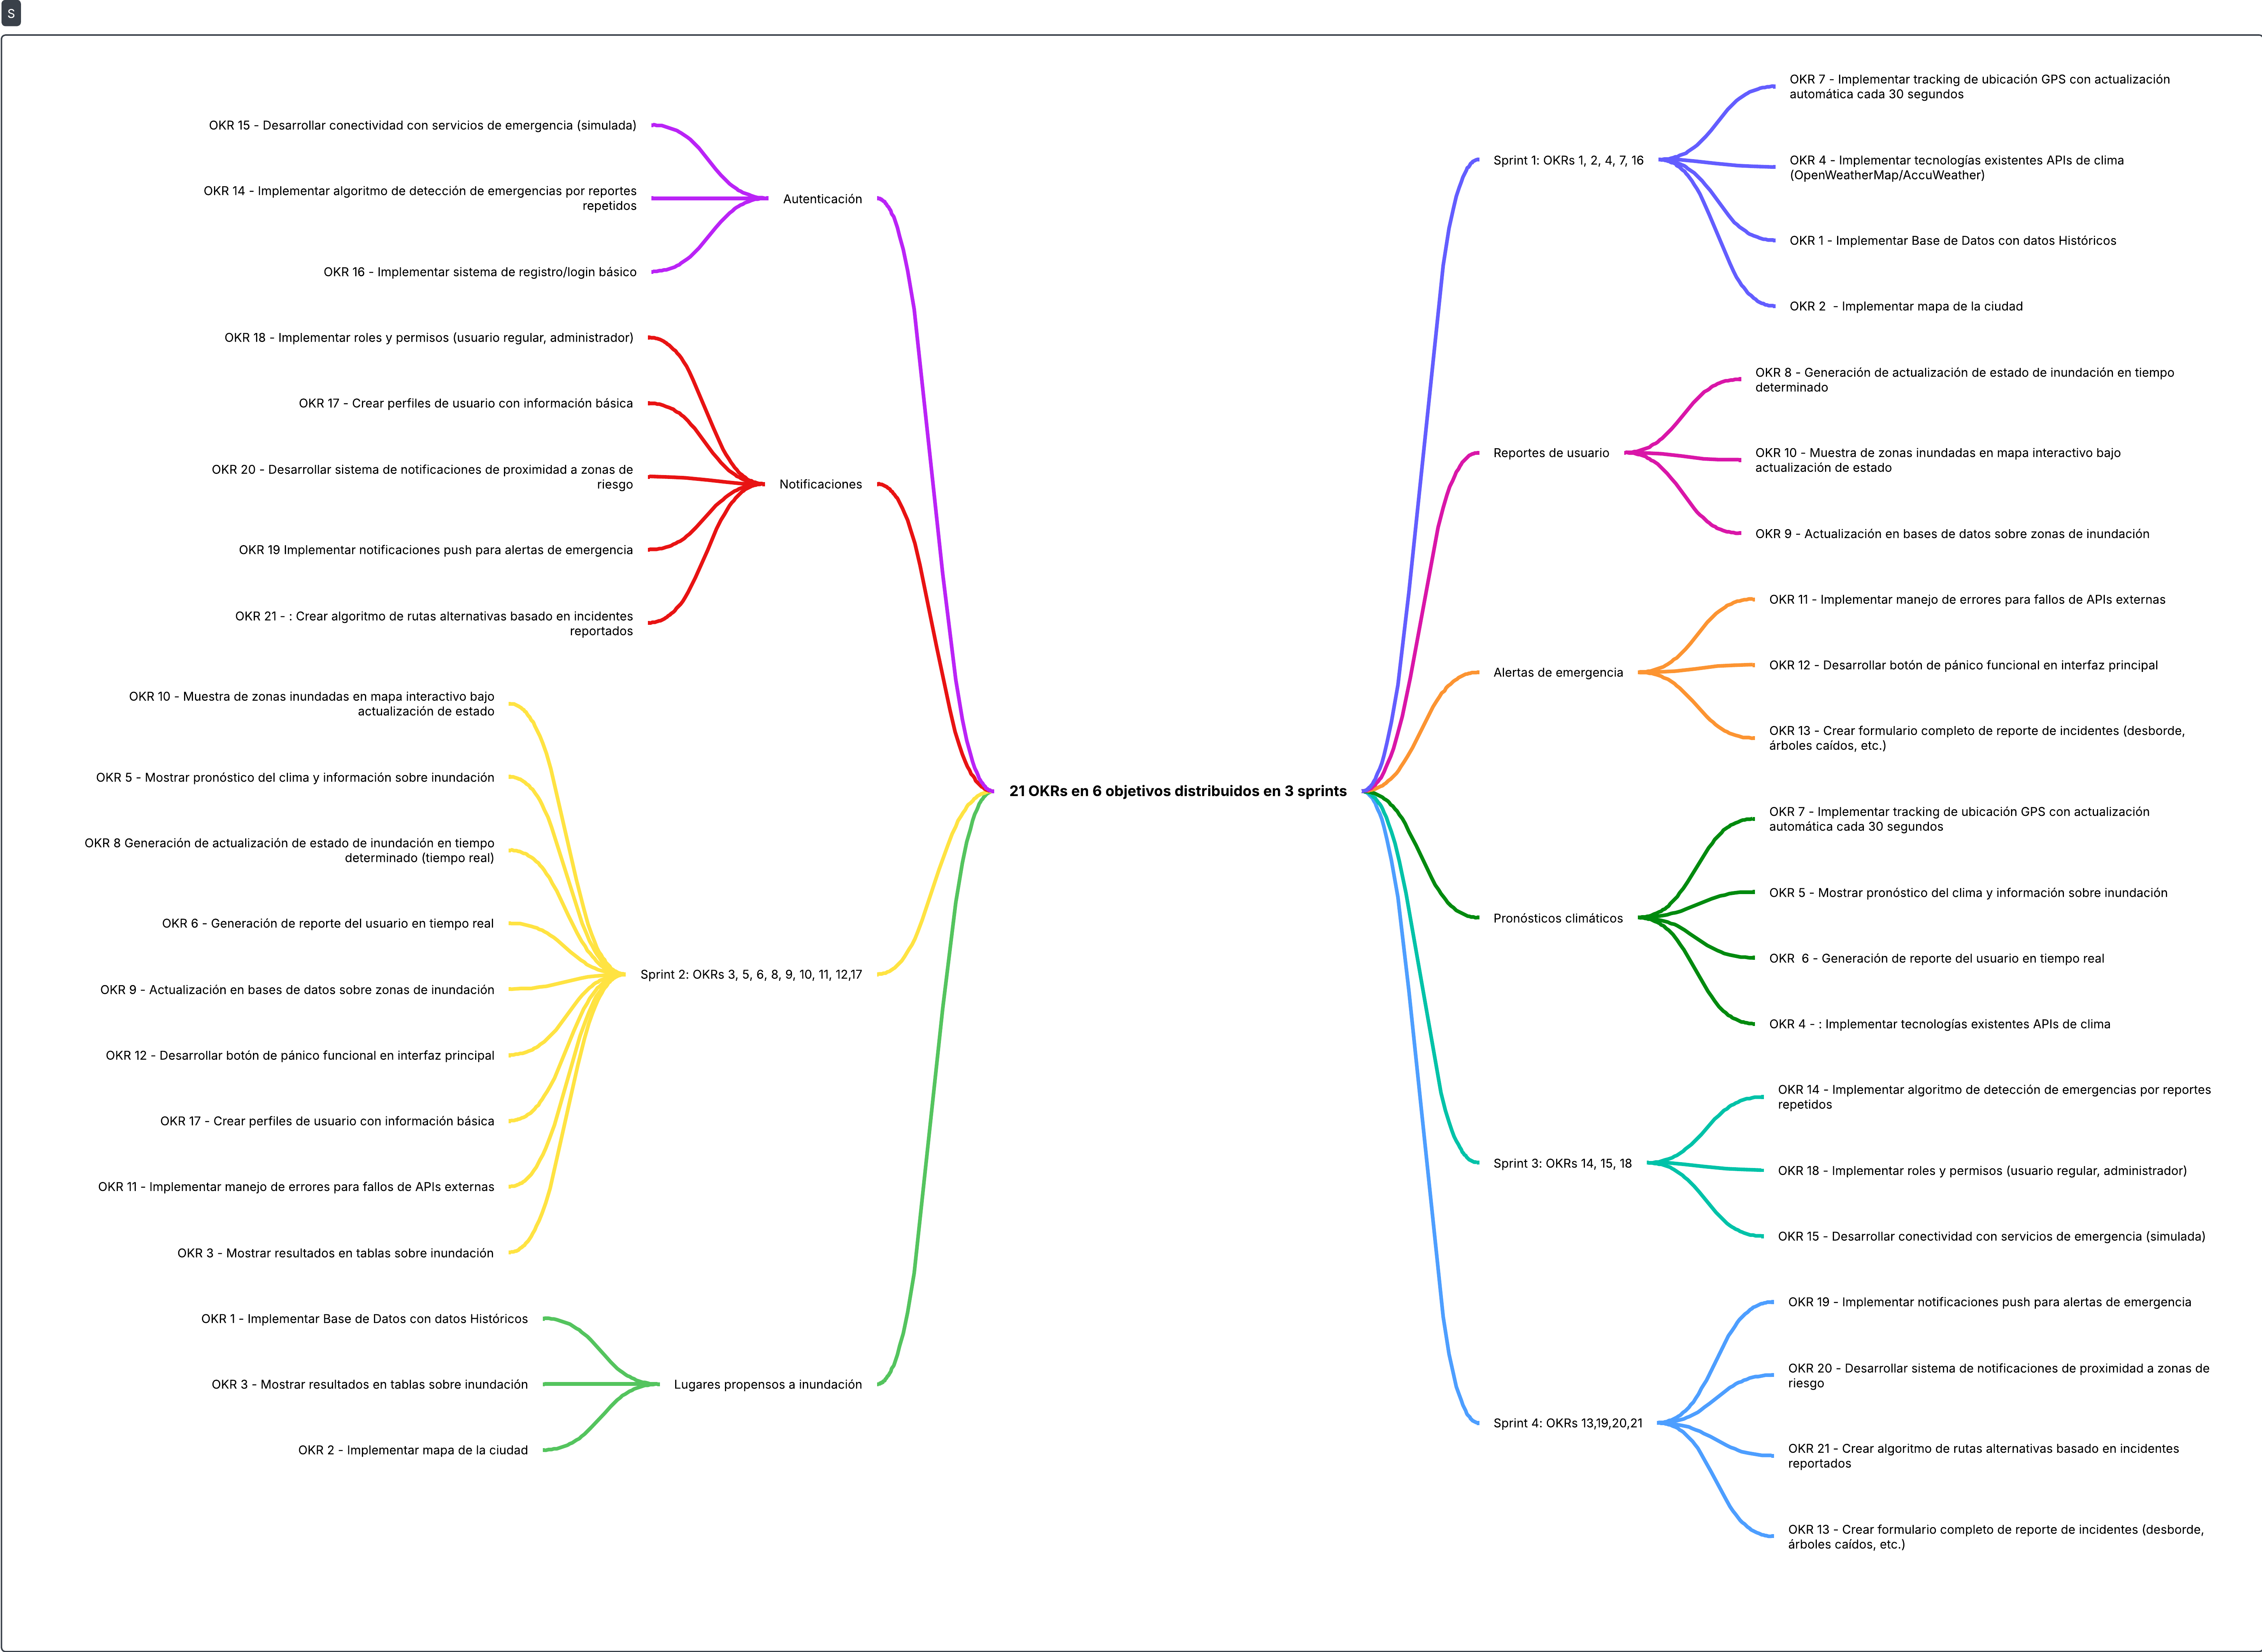 S
OKR 15 - Desarrollar conectividad con servicios de emergencia (simulada)
OKR 14 - Implementar algoritmo de detección de emergencias por reportes
repetidos
OKR 16 - Implementar sistema de registro/login básico
Autenticación
OKR 18 - Implementar roles y permisos (usuario regular, administrador)
OKR 17 - Crear perfiles de usuario con información básica
OKR 20 - Desarrollar sistema de notificaciones de proximidad a zonas de
riesgo
OKR 19 Implementar notificaciones push para alertas de emergencia
OKR 21 - : Crear algoritmo de rutas alternativas basado en incidentes
reportados
Notificaciones
OKR 10 - Muestra de zonas inundadas en mapa interactivo bajo
actualización de estado
OKR 5 - Mostrar pronóstico del clima y información sobre inundación
OKR 8 Generación de actualización de estado de inundación en tiempo
determinado (tiempo real)
OKR 6 - Generación de reporte del usuario en tiempo real
OKR 9 - Actualización en bases de datos sobre zonas de inundación
OKR 12 - Desarrollar botón de pánico funcional en interfaz principal
OKR 17 - Crear perfiles de usuario con información básica
OKR 11 - Implementar manejo de errores para fallos de APIs externas
OKR 3 - Mostrar resultados en tablas sobre inundación
Sprint 2: OKRs 3, 5, 6, 8, 9, 10, 11, 12,17
OKR 1 - Implementar Base de Datos con datos Históricos
OKR 3 - Mostrar resultados en tablas sobre inundación
OKR 2 - Implementar mapa de la ciudad
Lugares propensos a inundación
21 OKRs en 6 objetivos distribuidos en 3 sprints
Sprint 1: OKRs 1, 2, 4, 7, 16
OKR 7 - Implementar tracking de ubicación GPS con actualización
automática cada 30 segundos
OKR 4 - Implementar tecnologías existentes APIs de clima
(OpenWeatherMap/AccuWeather)
OKR 1 - Implementar Base de Datos con datos Históricos
OKR 2  - Implementar mapa de la ciudad
Reportes de usuario
OKR 8 - Generación de actualización de estado de inundación en tiempo
determinado
OKR 10 - Muestra de zonas inundadas en mapa interactivo bajo
actualización de estado
OKR 9 - Actualización en bases de datos sobre zonas de inundación
Alertas de emergencia
OKR 11 - Implementar manejo de errores para fallos de APIs externas
OKR 12 - Desarrollar botón de pánico funcional en interfaz principal
OKR 13 - Crear formulario completo de reporte de incidentes (desborde,
árboles caídos, etc.)
Pronósticos climáticos
OKR 7 - Implementar tracking de ubicación GPS con actualización
automática cada 30 segundos
OKR 5 - Mostrar pronóstico del clima y información sobre inundación
OKR  6 - Generación de reporte del usuario en tiempo real
OKR 4 - : Implementar tecnologías existentes APIs de clima
Sprint 3: OKRs 14, 15, 18
OKR 14 - Implementar algoritmo de detección de emergencias por reportes
repetidos
OKR 18 - Implementar roles y permisos (usuario regular, administrador)
OKR 15 - Desarrollar conectividad con servicios de emergencia (simulada)
Sprint 4: OKRs 13,19,20,21
OKR 19 - Implementar notificaciones push para alertas de emergencia
OKR 20 - Desarrollar sistema de notificaciones de proximidad a zonas de
riesgo
OKR 21 - Crear algoritmo de rutas alternativas basado en incidentes
reportados
OKR 13 - Crear formulario completo de reporte de incidentes (desborde,
árboles caídos, etc.)